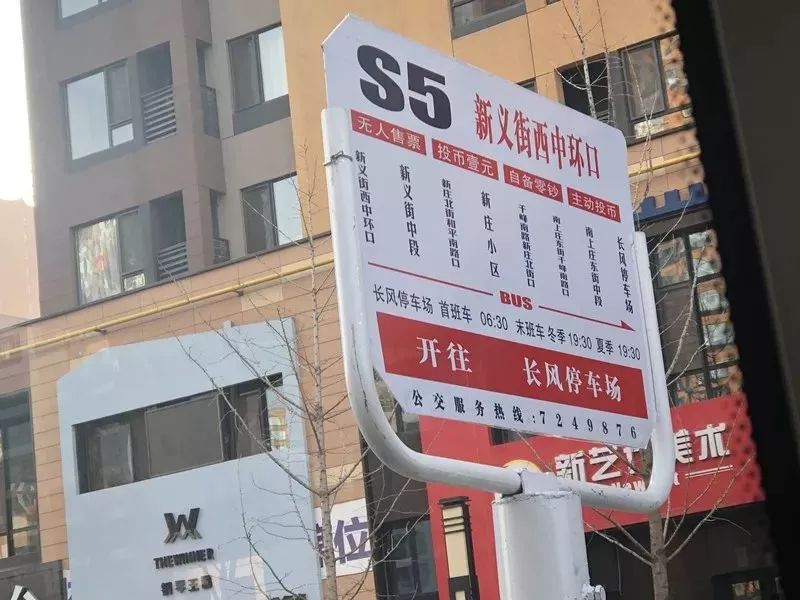 S5
新义街西中环口
无人售票 投币壹元 自备零钞 主动投币
新义街西中环口
新义街中段
新庄北街和平南路口
新庄小区
千峰南路新庄北街口
南上庄东街千峰南路口
南上庄东街中段
长风停车场
BUS
长风停车场 首班车 06:30 末班车 冬季 19:30 夏季 19:30
开往 长风停车场
公交服务热线:7249876
美术
THEWINNER
位